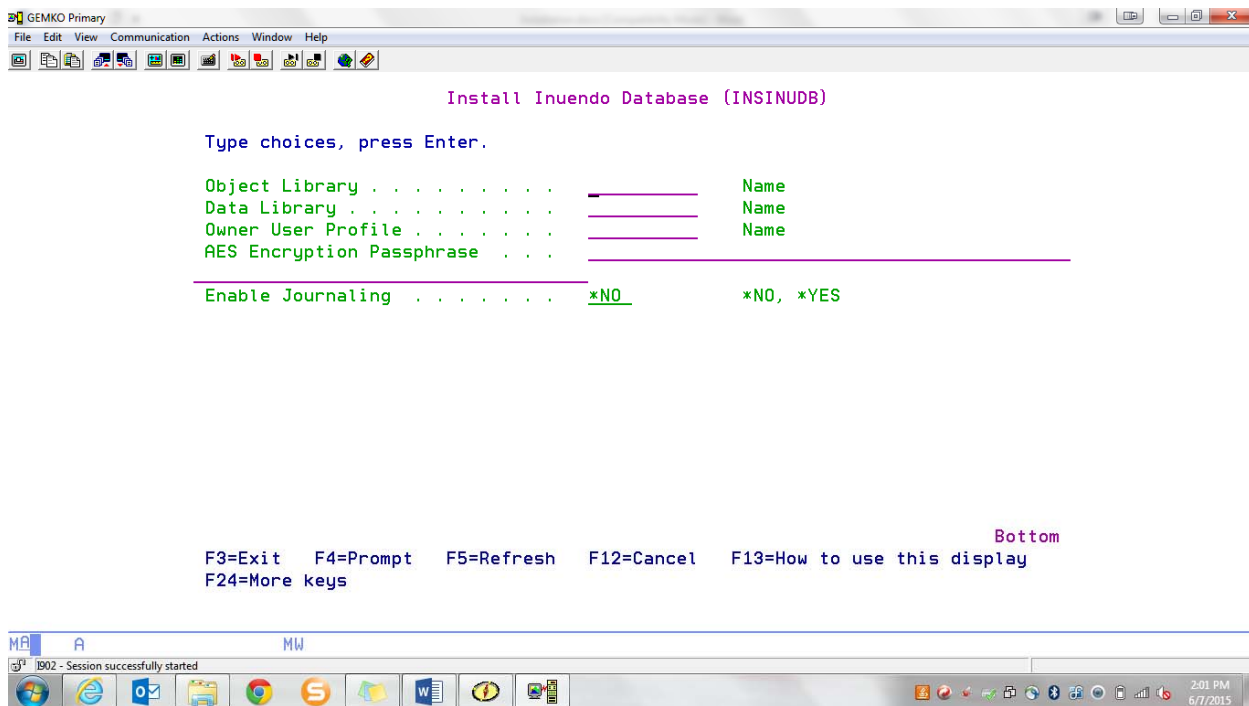 GEMKO Primary
File Edit View Communication Actions Window Help
Install Inuendo Database (INSINUDB)
Type choices, press Enter.
Object Library . . . . . . . . . Name
Data Library . . . . . . . . . . Name
Owner User Profile . . . . . . . Name
AES Encryption Passphrase . . .
Enable Journaling . . . . . . . *NO *NO, *YES
Bottom
F3=Exit F4=Prompt F5=Refresh F12=Cancel F13=How to use this display
F24=More keys
MA A MW
I902 - Session successfully started
2:01 PM
6/7/2015